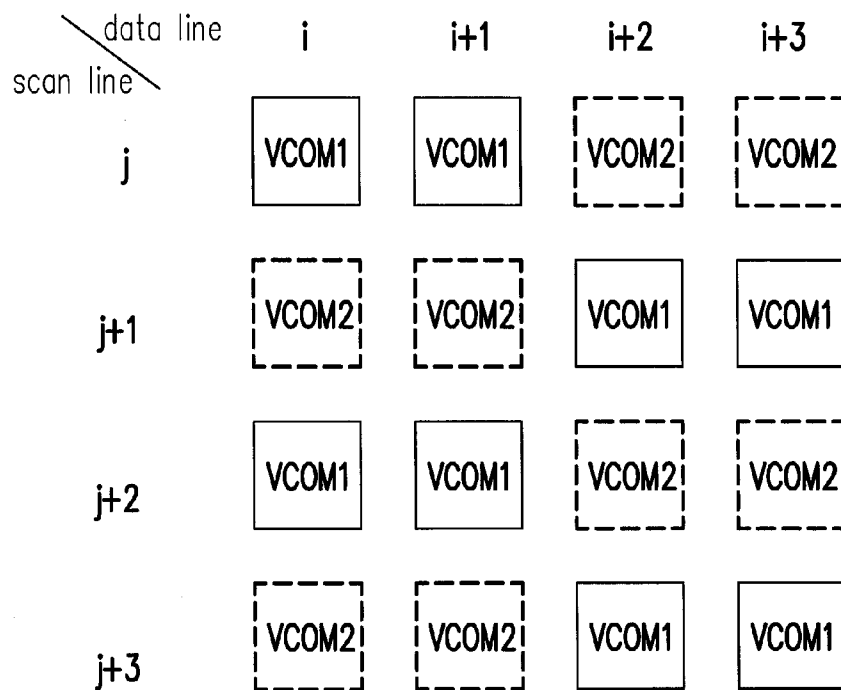 data line i i+1 i+2 i+3
scan line
j VCOM1 VCOM1 VCOM2 VCOM2
j+1 VCOM2 VCOM2 VCOM1 VCOM1
j+2 VCOM1 VCOM1 VCOM2 VCOM2
j+3 VCOM2 VCOM2 VCOM1 VCOM1